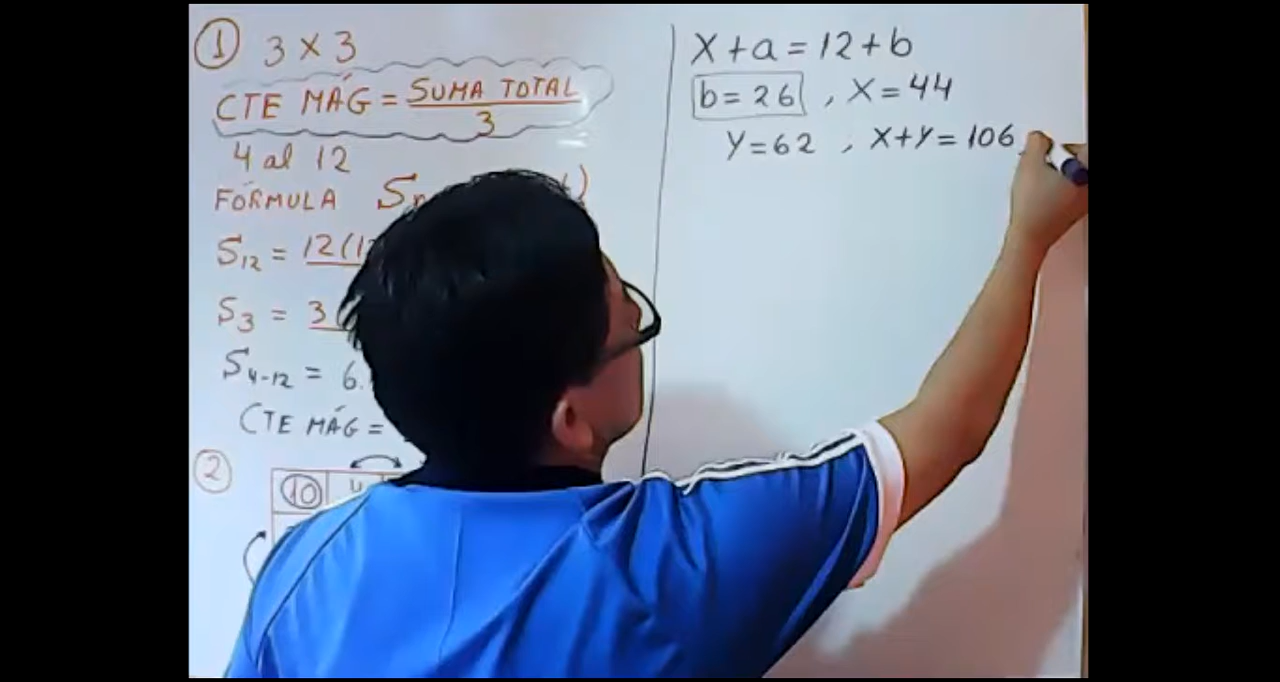 ① 3 x 3
CTE MÁG = SUMA TOTAL
3
4 al 12
FÓRMULA S
S12 = 12(1
S3 = 3
S4-12 = 6
CTE MÁG =
②
10 4
X + a = 12 + b
b = 26 , X = 44
Y = 62 , X + Y = 106